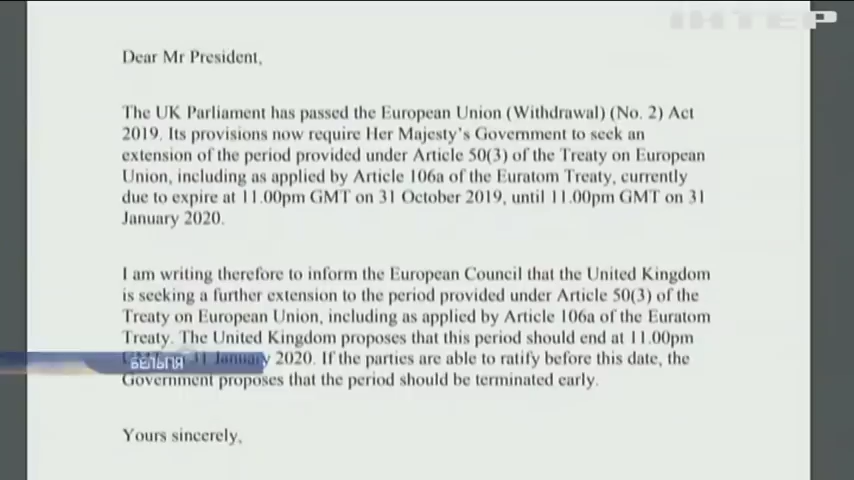 ІНТЕР
Dear Mr President,
The UK Parliament has passed the European Union (Withdrawal) (No. 2) Act
2019. Its provisions now require Her Majesty's Government to seek an
extension of the period provided under Article 50(3) of the Treaty on European
Union, including as applied by Article 106a of the Euratom Treaty, currently
due to expire at 11.00pm GMT on 31 October 2019, until 11.00pm GMT on 31
January 2020.
I am writing therefore to inform the European Council that the United Kingdom
is seeking a further extension to the period provided under Article 50(3) of the
Treaty on European Union, including as applied by Article 106a of the Euratom
Treaty. The United Kingdom proposes that this period should end at 11.00pm
31 January 2020. If the parties are able to ratify before this date, the
БЕЛЬГІЯ
Government proposes that the period should be terminated early.
Yours sincerely,